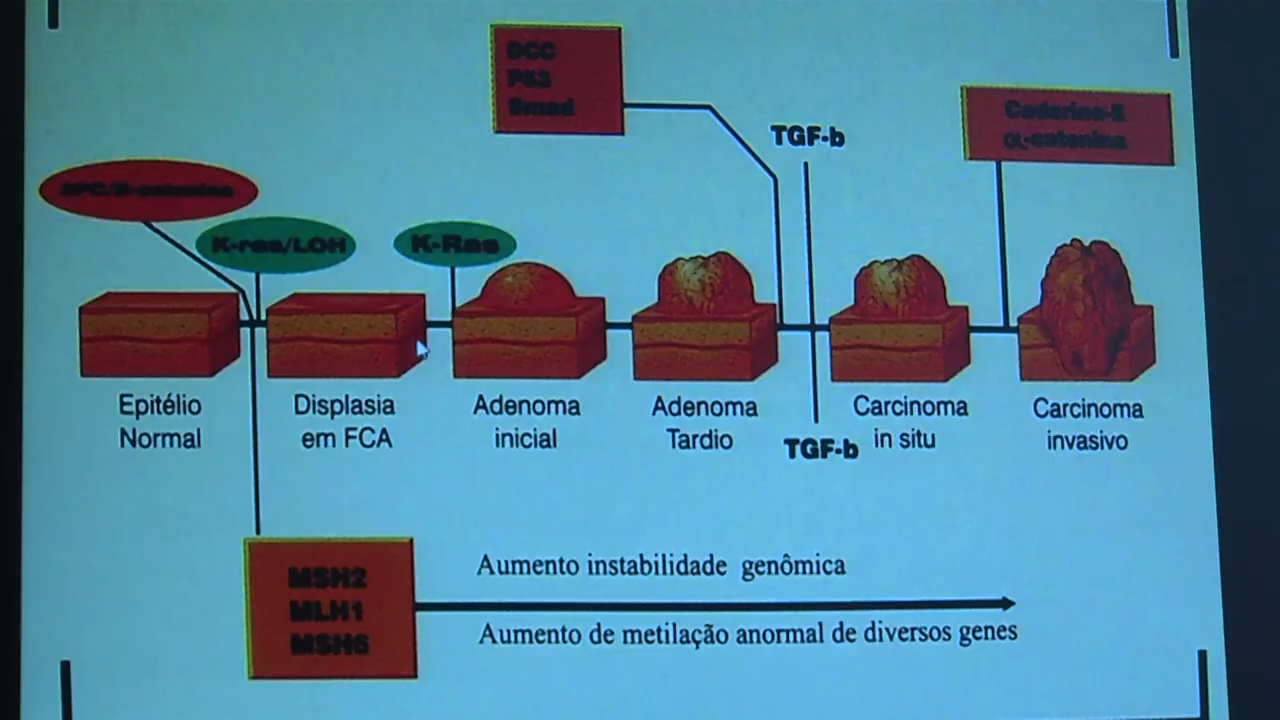 DCC
P53
Smad
TGF-b
Caderina-E
α-catenina
APC/B-catenina
K-ras/LOH
K-Ras
Epitélio
Normal
Displasia
em FCA
Adenoma
inicial
Adenoma
Tardio
Carcinoma
in situ
Carcinoma
invasivo
TGF-b
MSH2
MLH1
MSH6
Aumento instabilidade genômica
Aumento de metilação anormal de diversos genes